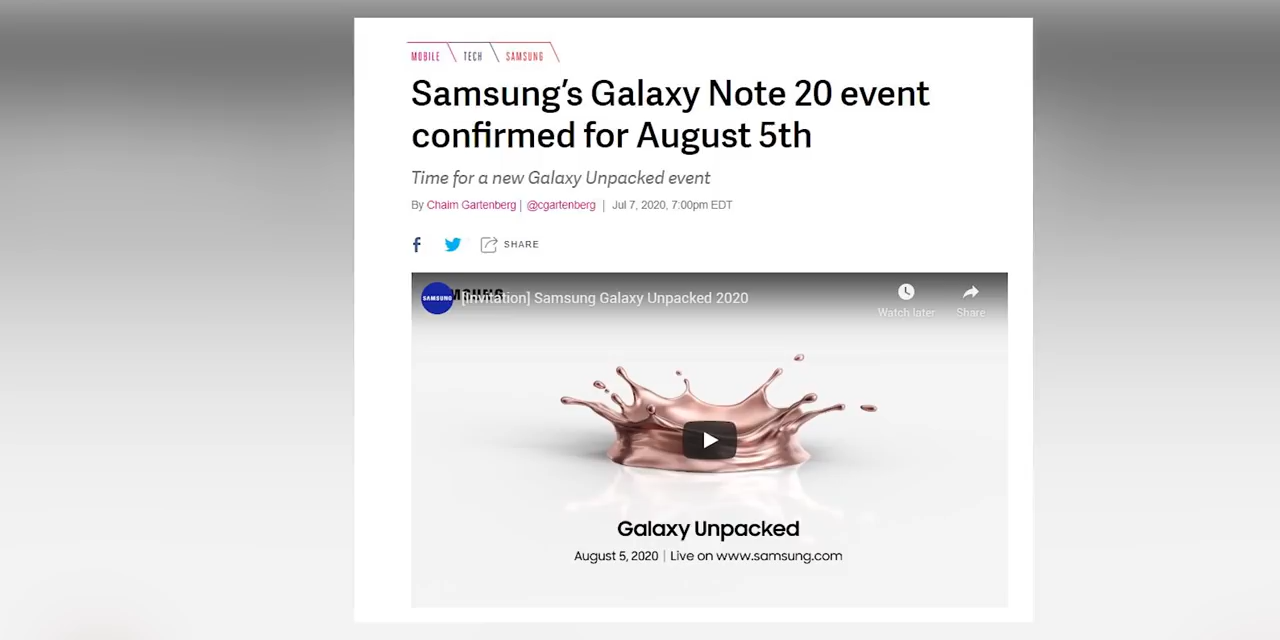 MOBILE TECH SAMSUNG
Samsung's Galaxy Note 20 event
confirmed for August 5th
Time for a new Galaxy Unpacked event
By Chaim Gartenberg | @cgartenberg | Jul 7, 2020, 7:00pm EDT
SHARE
SAMSUNG [Invitation] Samsung Galaxy Unpacked 2020
Watch later Share
Galaxy Unpacked
August 5, 2020 | Live on www.samsung.com